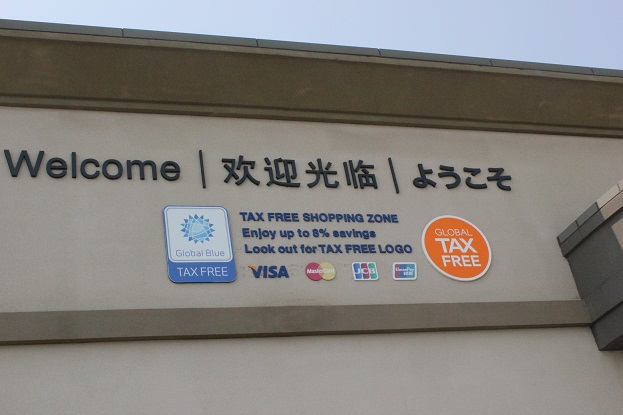 Welcome | 欢迎光临 | ようこそ
TAX FREE SHOPPING ZONE
Enjoy up to 8% savings
Look out for TAX FREE LOGO
Global Blue
TAX FREE
GLOBAL
TAX
FREE
VISA
MasterCard
JCB
UnionPay